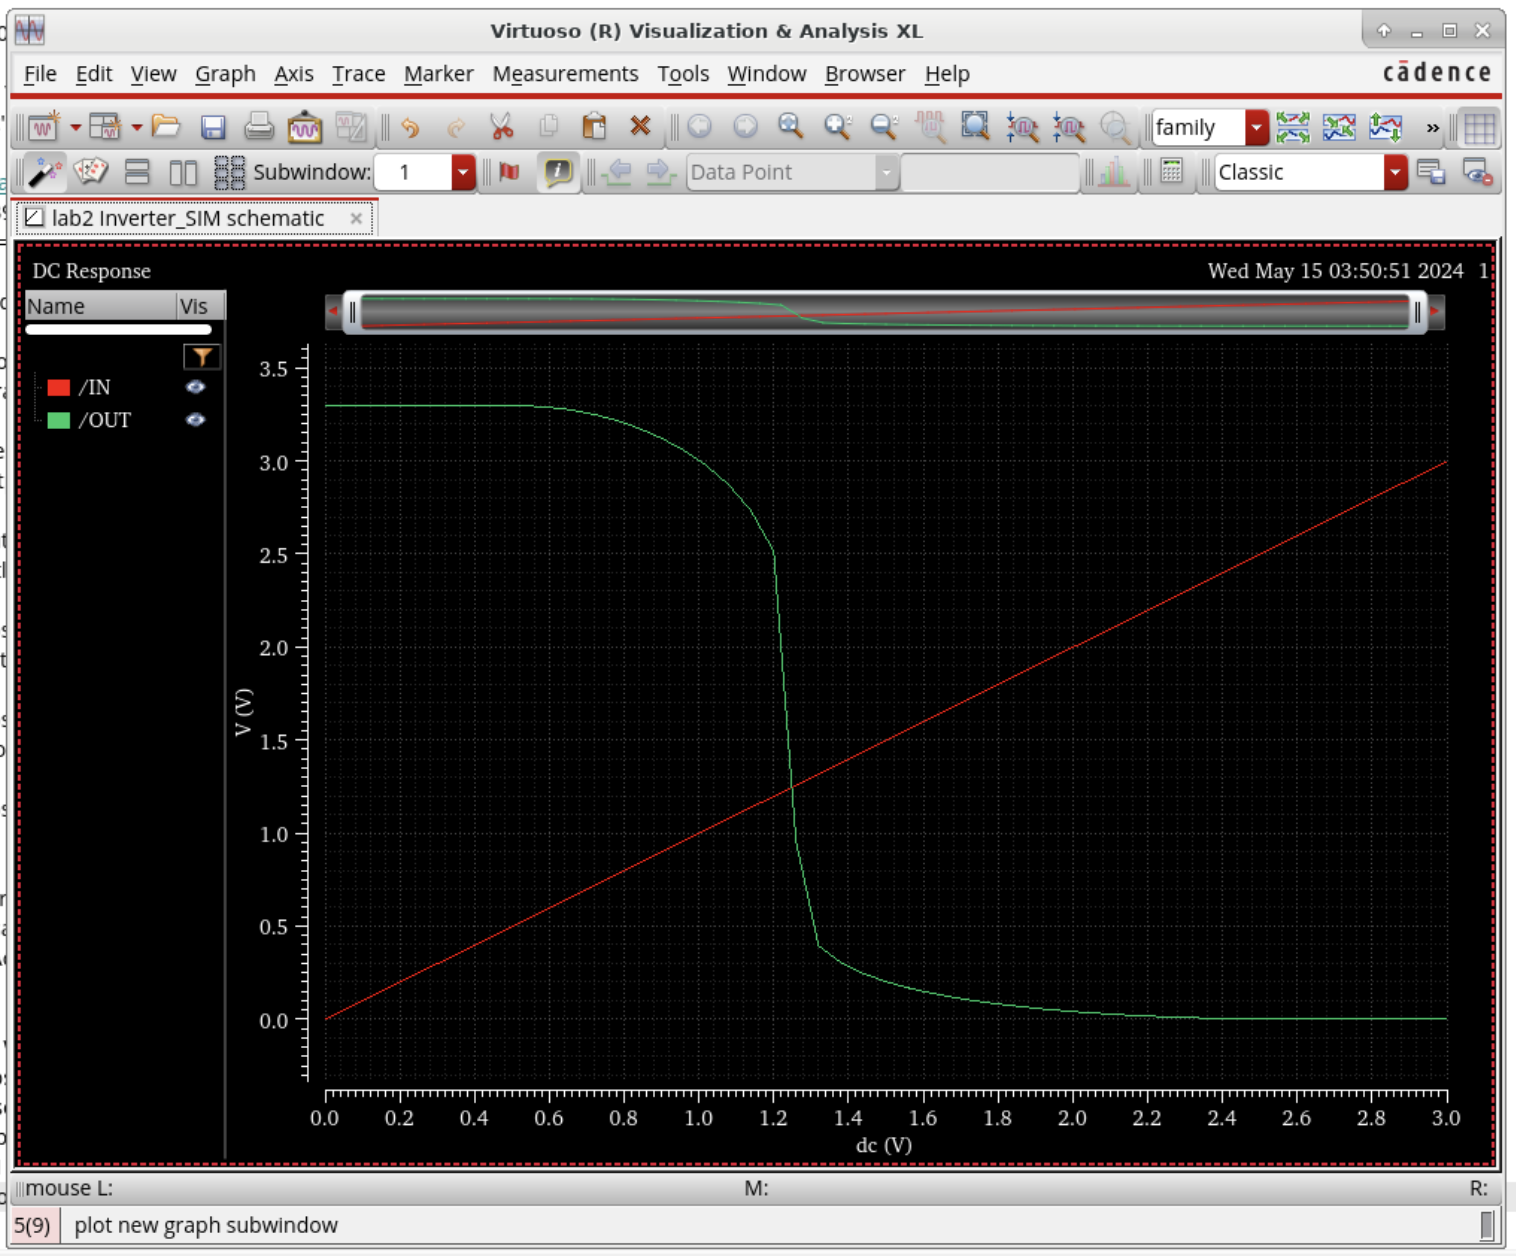 Virtuoso (R) Visualization & Analysis XL
File Edit View Graph Axis Trace Marker Measurements Tools Window Browser Help cādence
family »
Subwindow: 1 Data Point Classic
lab2 Inverter_SIM schematic
DC Response Wed May 15 03:50:51 2024 1
Name Vis
/IN
/OUT
3.5
3.0
2.5
2.0
1.5
1.0
0.5
0.0
V (V)
0.0 0.2 0.4 0.6 0.8 1.0 1.2 1.4 1.6 1.8 2.0 2.2 2.4 2.6 2.8 3.0
dc (V)
mouse L: M: R:
5(9) plot new graph subwindow